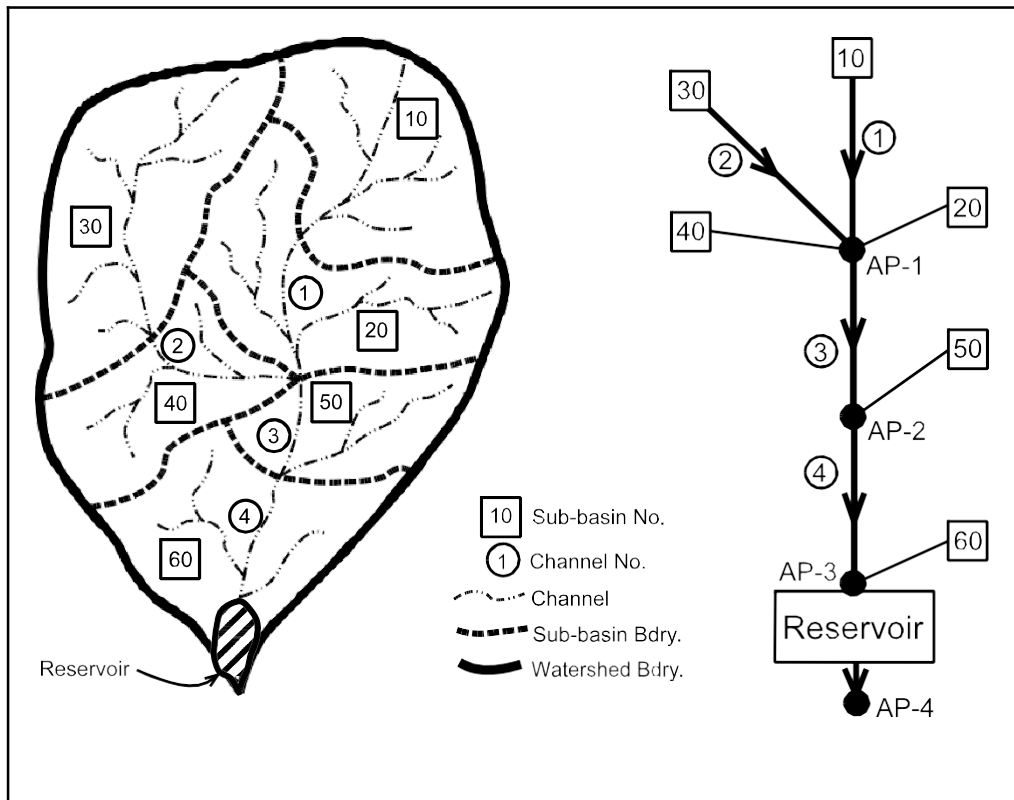 10
30
1
20
2
40
50
3
4
60
Reservoir
10 Sub-basin No.
1 Channel No.
Channel
Sub-basin Bdry.
Watershed Bdry.
10
30
1
2
20
40
AP-1
3
50
AP-2
4
60
AP-3
Reservoir
AP-4